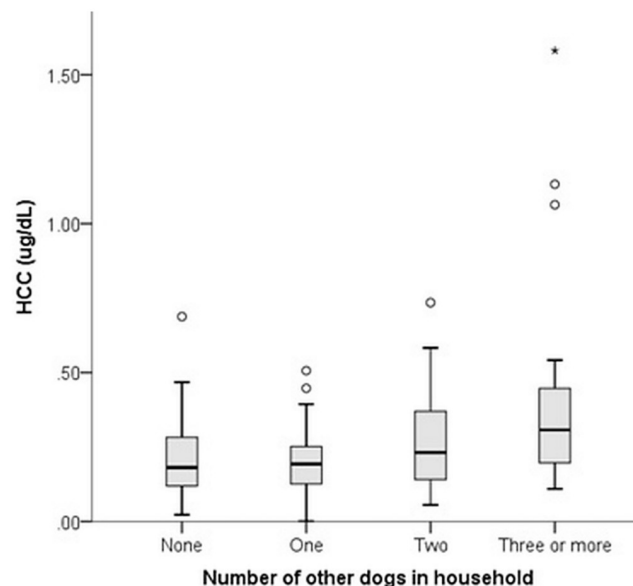 1.50
1.00
.50
.00
HCC (ug/dL)
None One Two Three or more
Number of other dogs in household